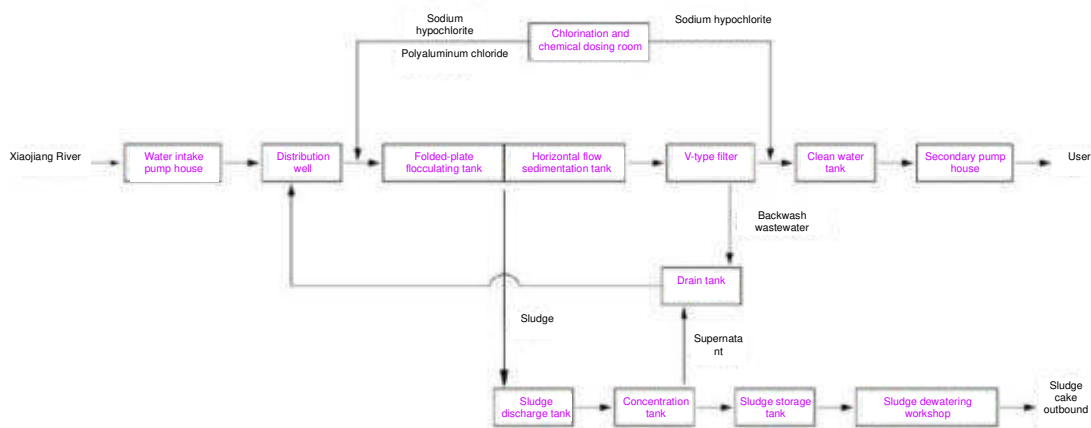 Sodium
hypochlorite
Polyaluminum chloride
Chlorination and
chemical dosing room
Sodium hypochlorite
Xiaojiang River
Water intake
pump house
Distribution
well
Folded-plate
flocculating tank
Horizontal flow
sedimentation tank
V-type filter
Clean water
tank
Secondary pump
house
User
Backwash
wastewater
Drain tank
Sludge
Supernata
nt
Sludge
discharge tank
Concentration
tank
Sludge storage
tank
Sludge dewatering
workshop
Sludge
cake
outbound